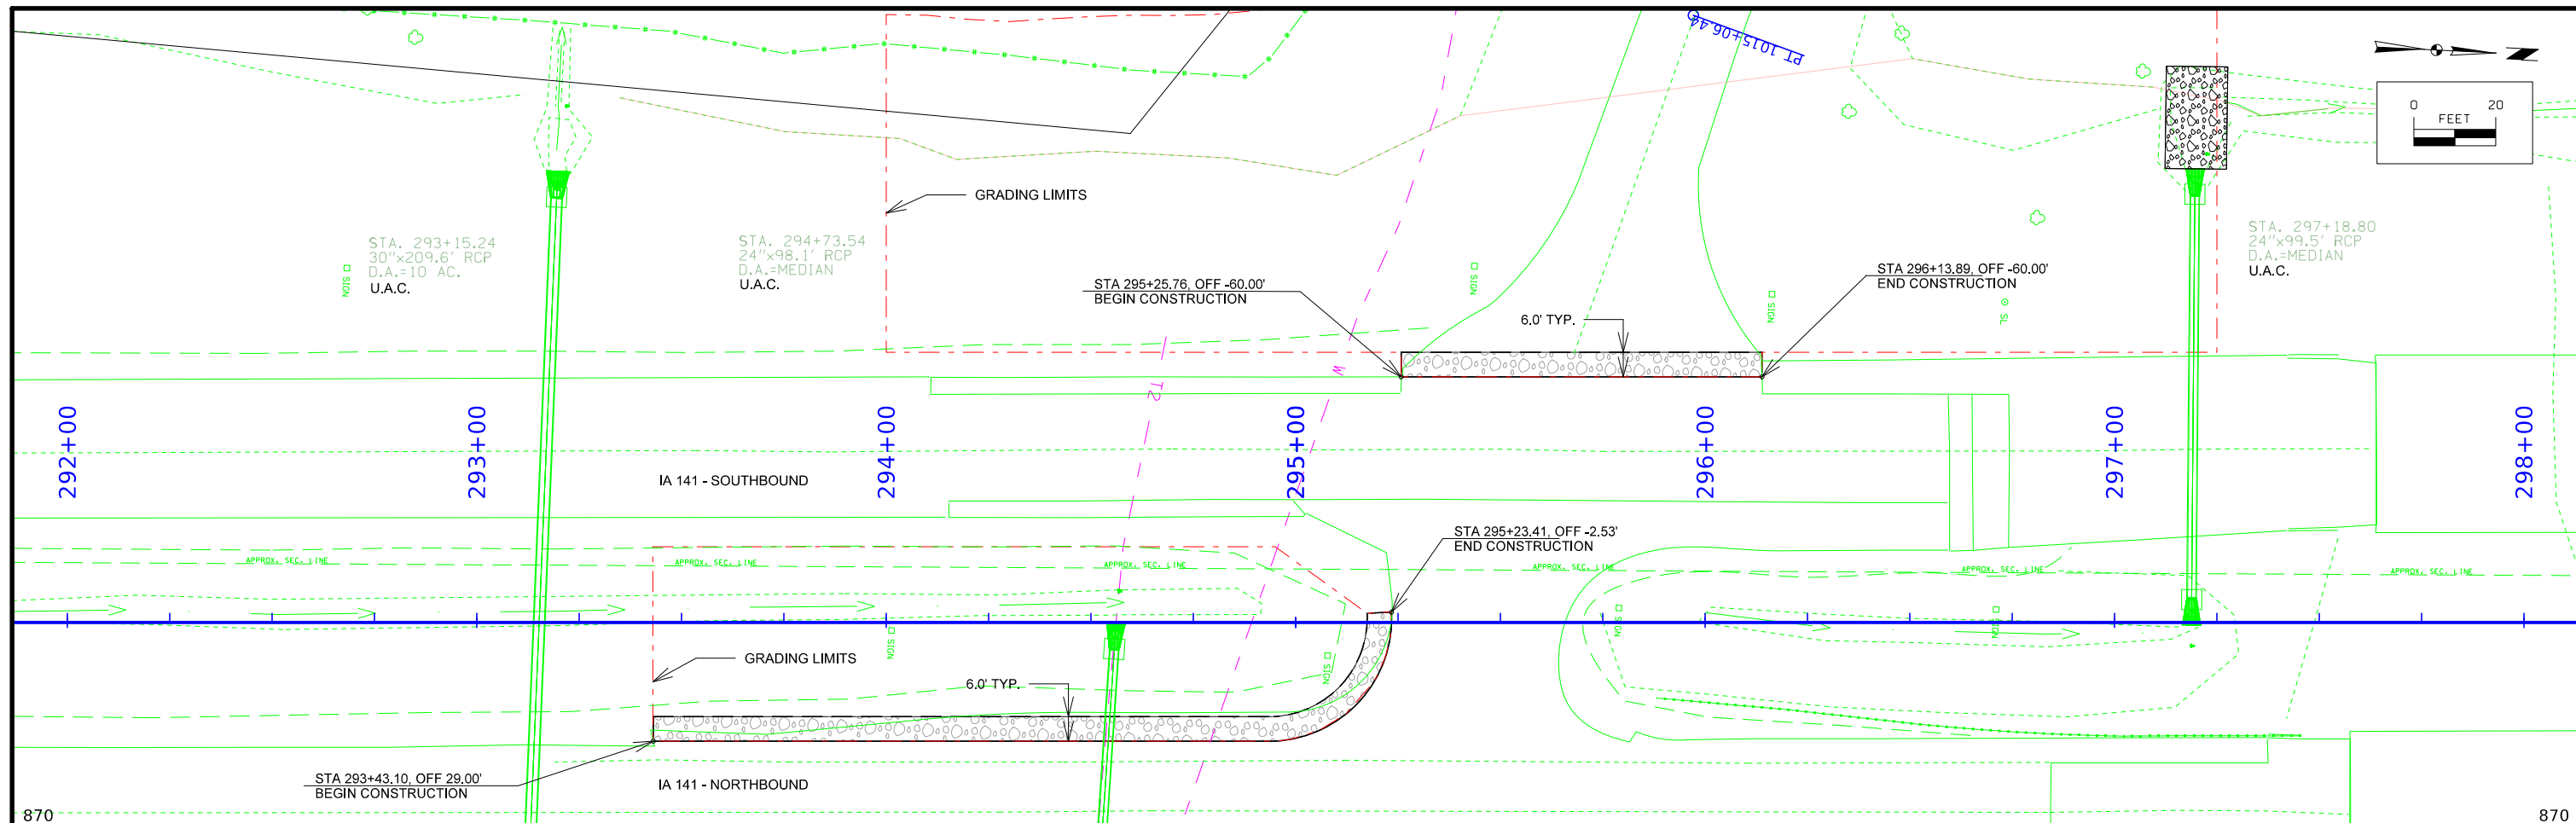 PT 1015+06.44
0 20
FEET
GRADING LIMITS
STA. 293+15.24
30"x209.6' RCP
D.A.=10 AC.
U.A.C.
SIGN
STA. 294+73.54
24"x98.1' RCP
D.A.=MEDIAN
U.A.C.
STA 295+25.76, OFF -60.00'
BEGIN CONSTRUCTION
SIGN
6.0' TYP.
SIGN
STA 296+13.89, OFF -60.00'
END CONSTRUCTION
SL
STA. 297+18.80
24"x99.5' RCP
D.A.=MEDIAN
U.A.C.
T2
W
292+00
293+00
294+00
295+00
296+00
297+00
298+00
IA 141 - SOUTHBOUND
STA 295+23.41, OFF -2.53'
END CONSTRUCTION
APPROX. SEC. LINE
APPROX. SEC. LINE
APPROX. SEC. LINE
APPROX. SEC. LINE
APPROX. SEC. LINE
APPROX. SEC. LINE
SIGN
SIGN
SIGN
SIGN
GRADING LIMITS
6.0' TYP.
STA 293+43.10, OFF 29.00'
BEGIN CONSTRUCTION
IA 141 - NORTHBOUND
870
870